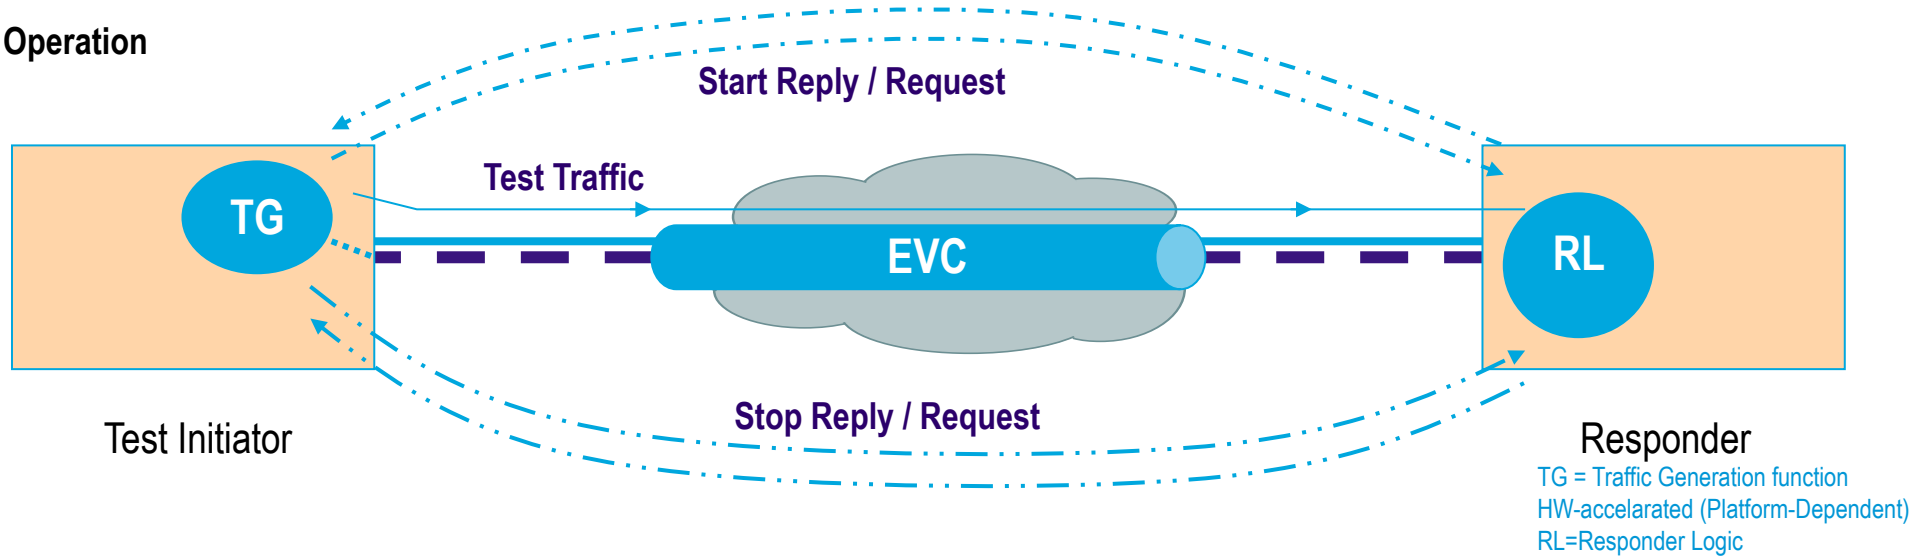 Operation
Start Reply / Request
Test Traffic
TG
EVC
RL
Stop Reply / Request
Test Initiator
Responder
TG = Traffic Generation function
HW-accelarated (Platform-Dependent)
RL=Responder Logic